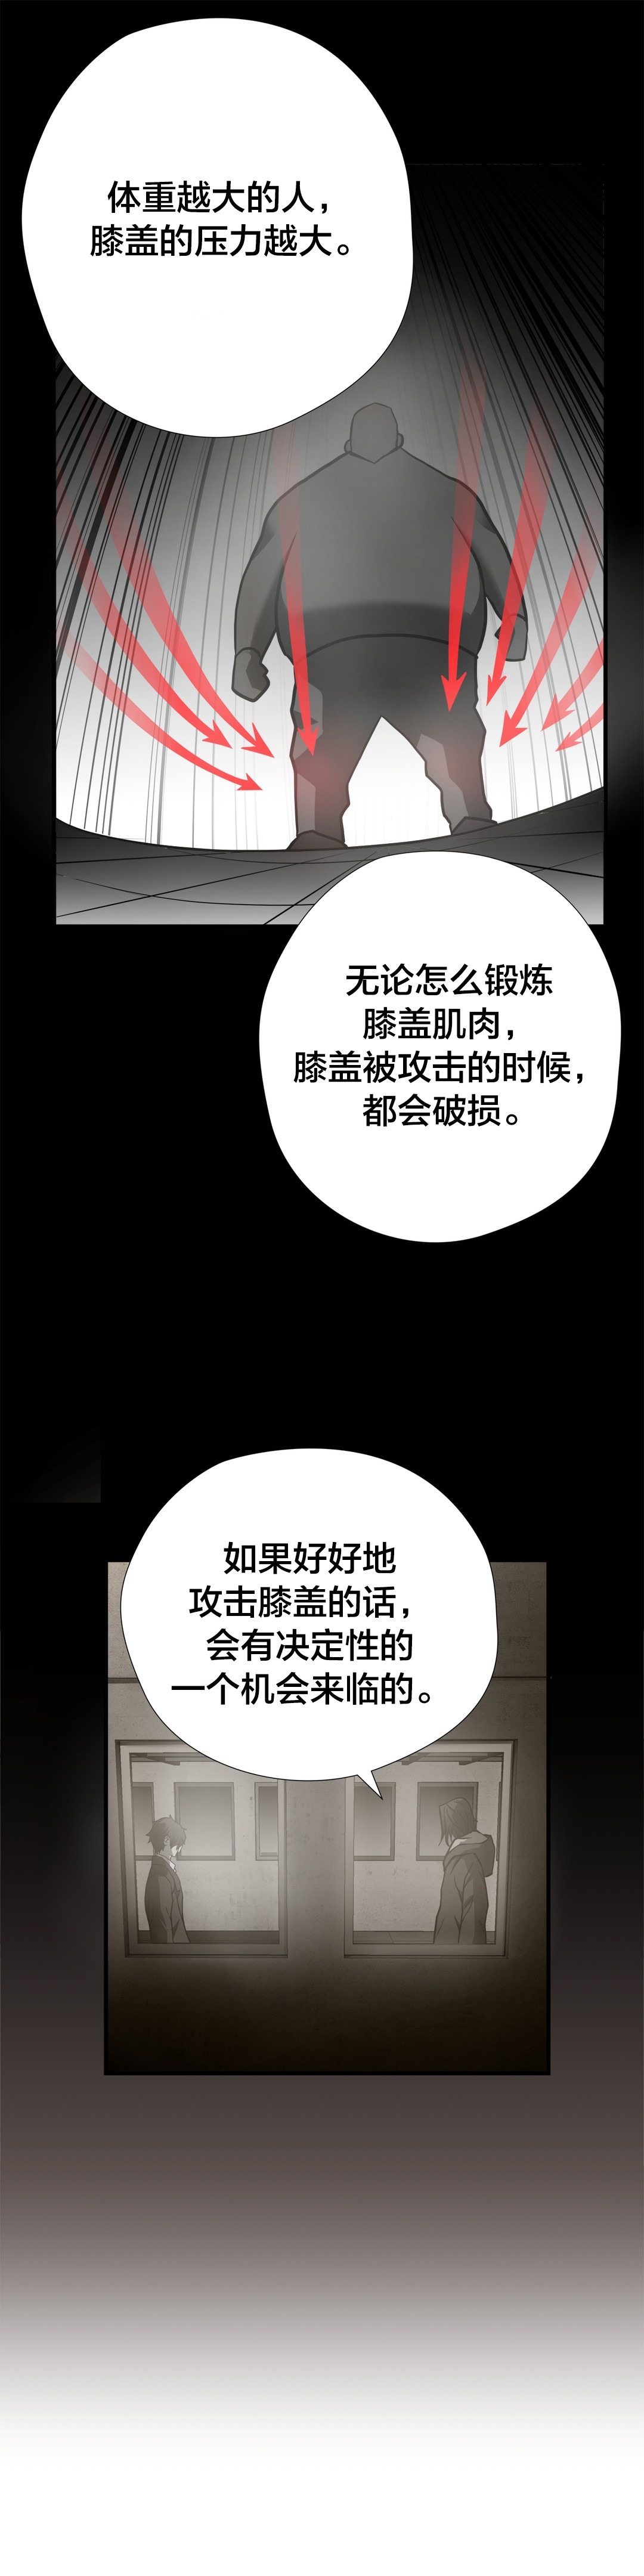 体重越大的人，
膝盖的压力越大。
无论怎么锻炼
膝盖肌肉，
膝盖被攻击的时候，
都会破损。
如果好好地
攻击膝盖的话，
会有决定性的
一个机会来临的。